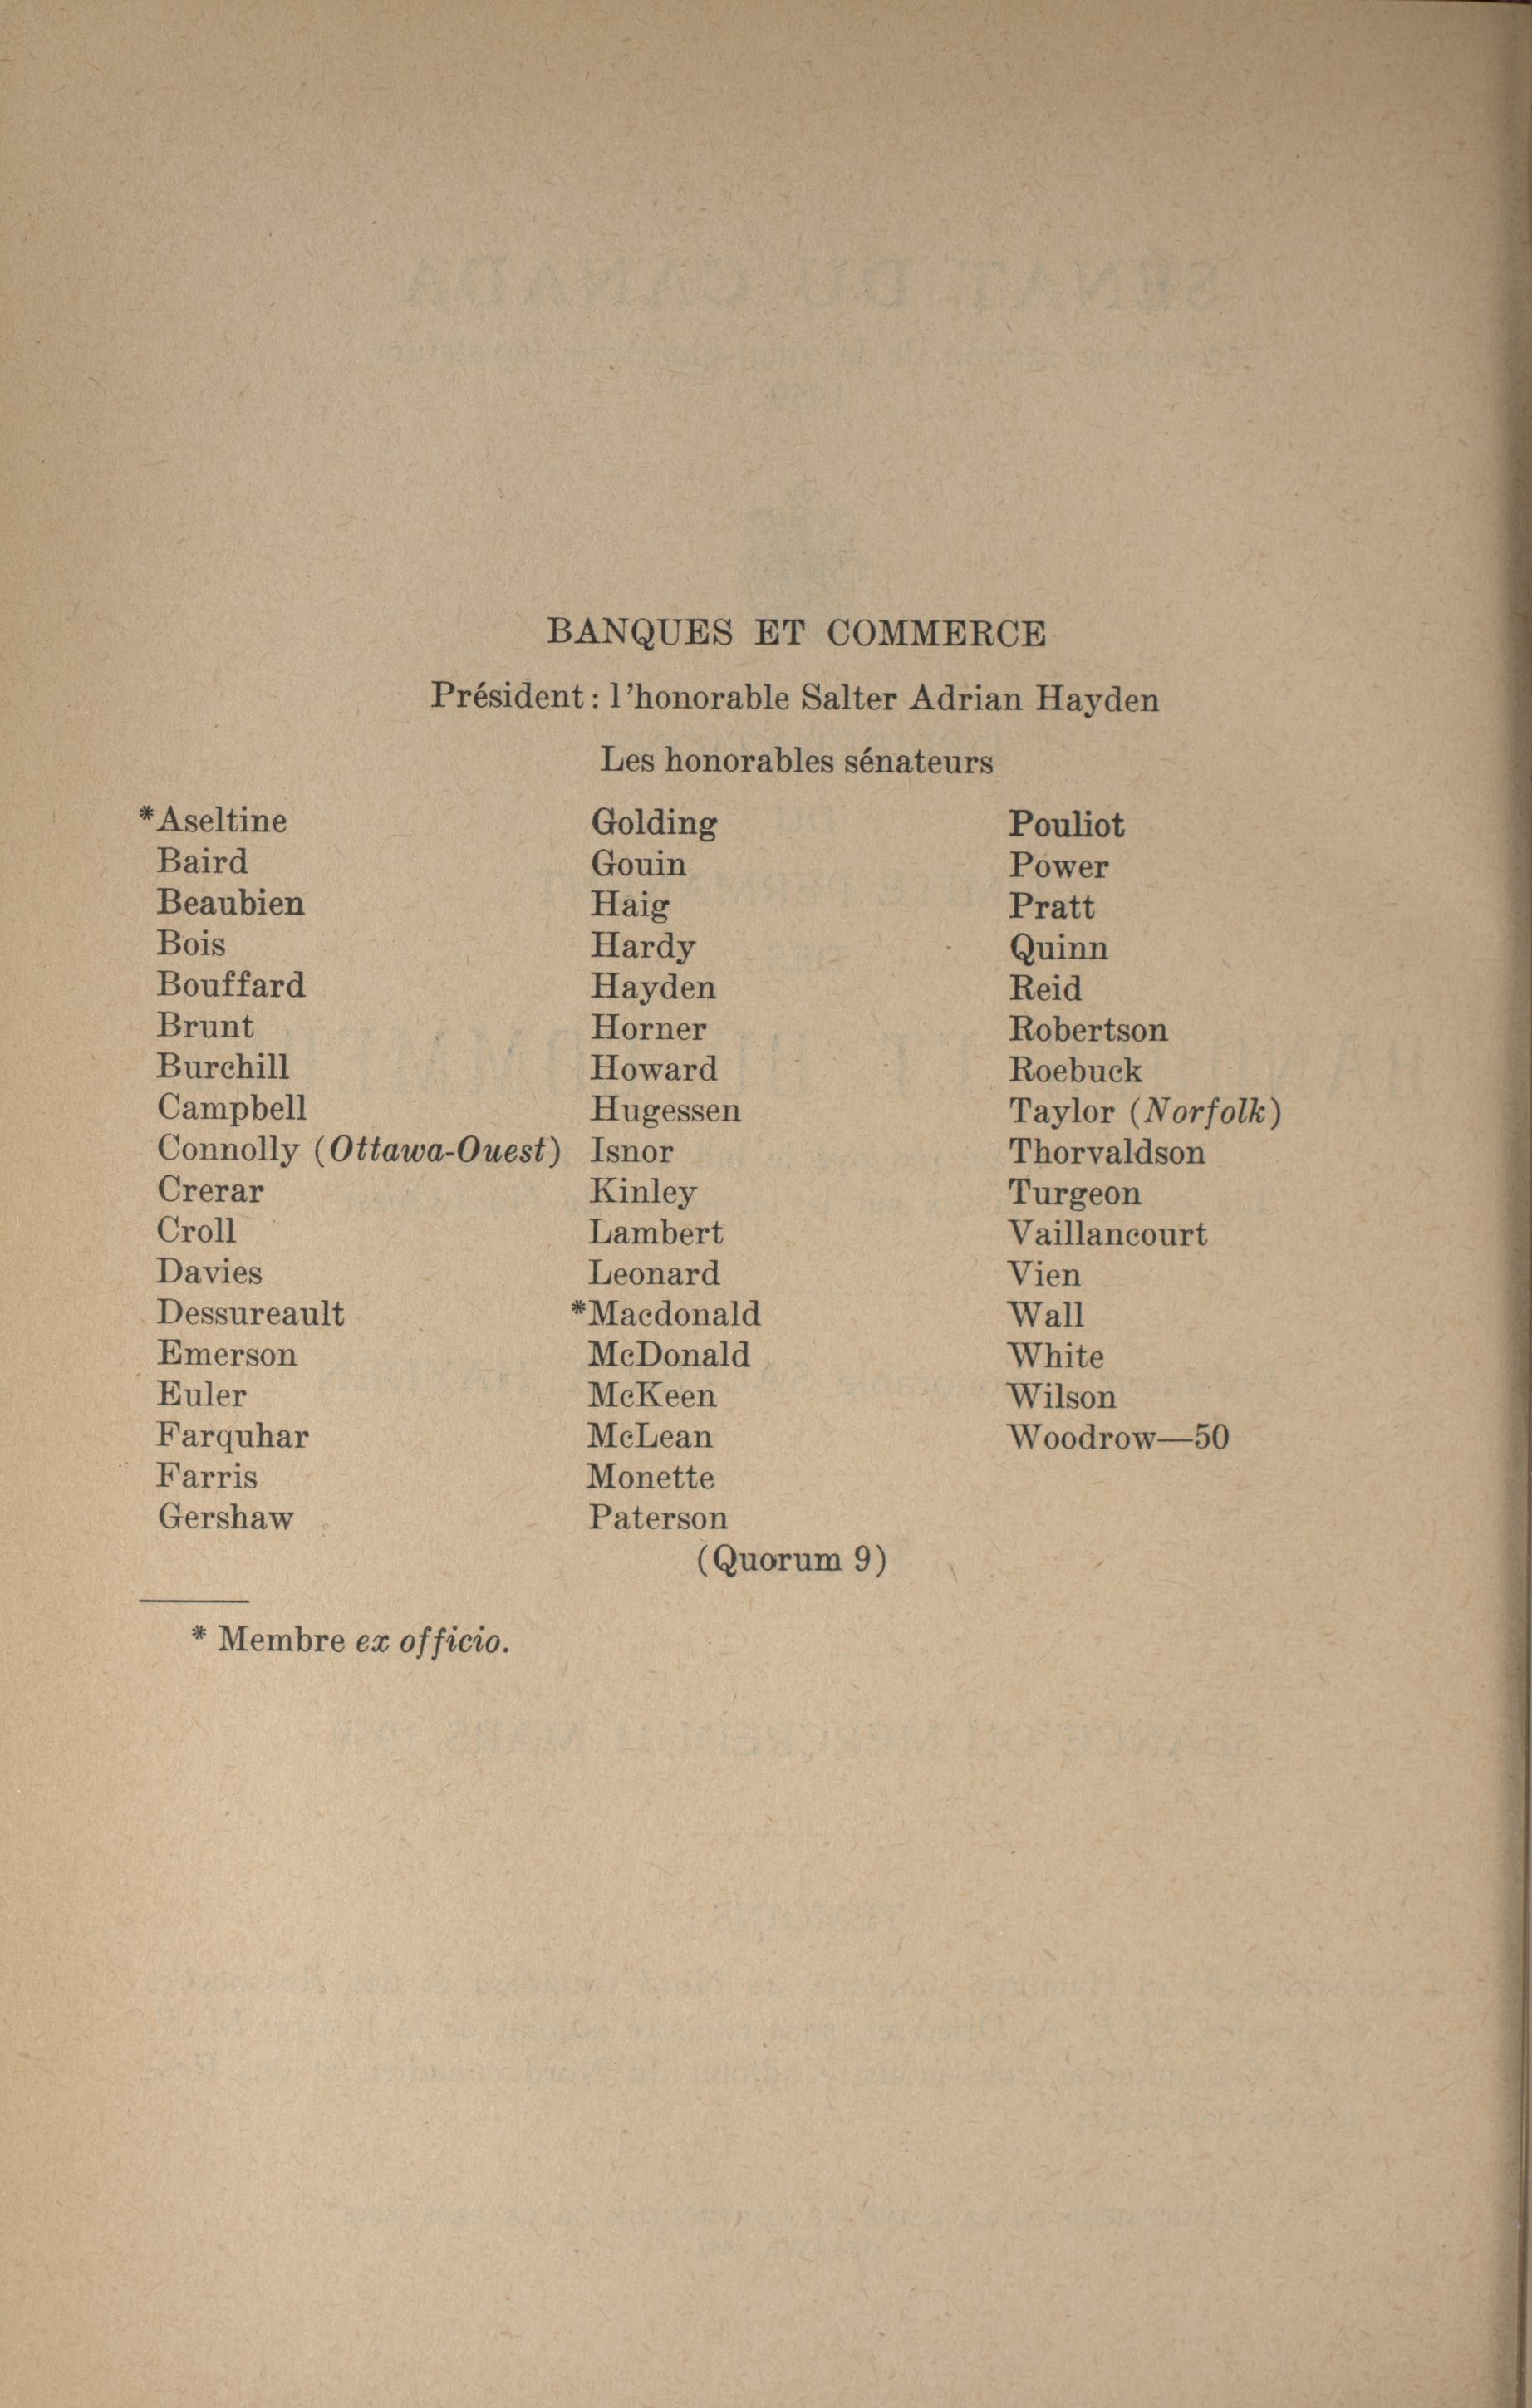 BANQUES ET COMMERCE
Président : l'honorable Salter Adrian Hayden
Les honorables sénateurs
*Aseltine
Baird
Beaubien
Bois
Bouffard
Brunt
Burchill
Campbell
Connolly (Ottawa-Ouest)
Crerar
Croll
Davies
Dessureault
Emerson
Euler
Farquhar
Farris
Gershaw
Golding
Gouin
Haig
Hardy
Hayden
Horner
Howard
Hugessen
Isnor
Kinley
Lambert
Leonard
*Macdonald
McDonald
McKeen
McLean
Monette
Paterson
Pouliot
Power
Pratt
Quinn
Reid
Robertson
Roebuck
Taylor (Norfolk)
Thorvaldson
Turgeon
Vaillancourt
Vien
Wall
White
Wilson
Woodrow—50
(Quorum 9)
* Membre ex officio.